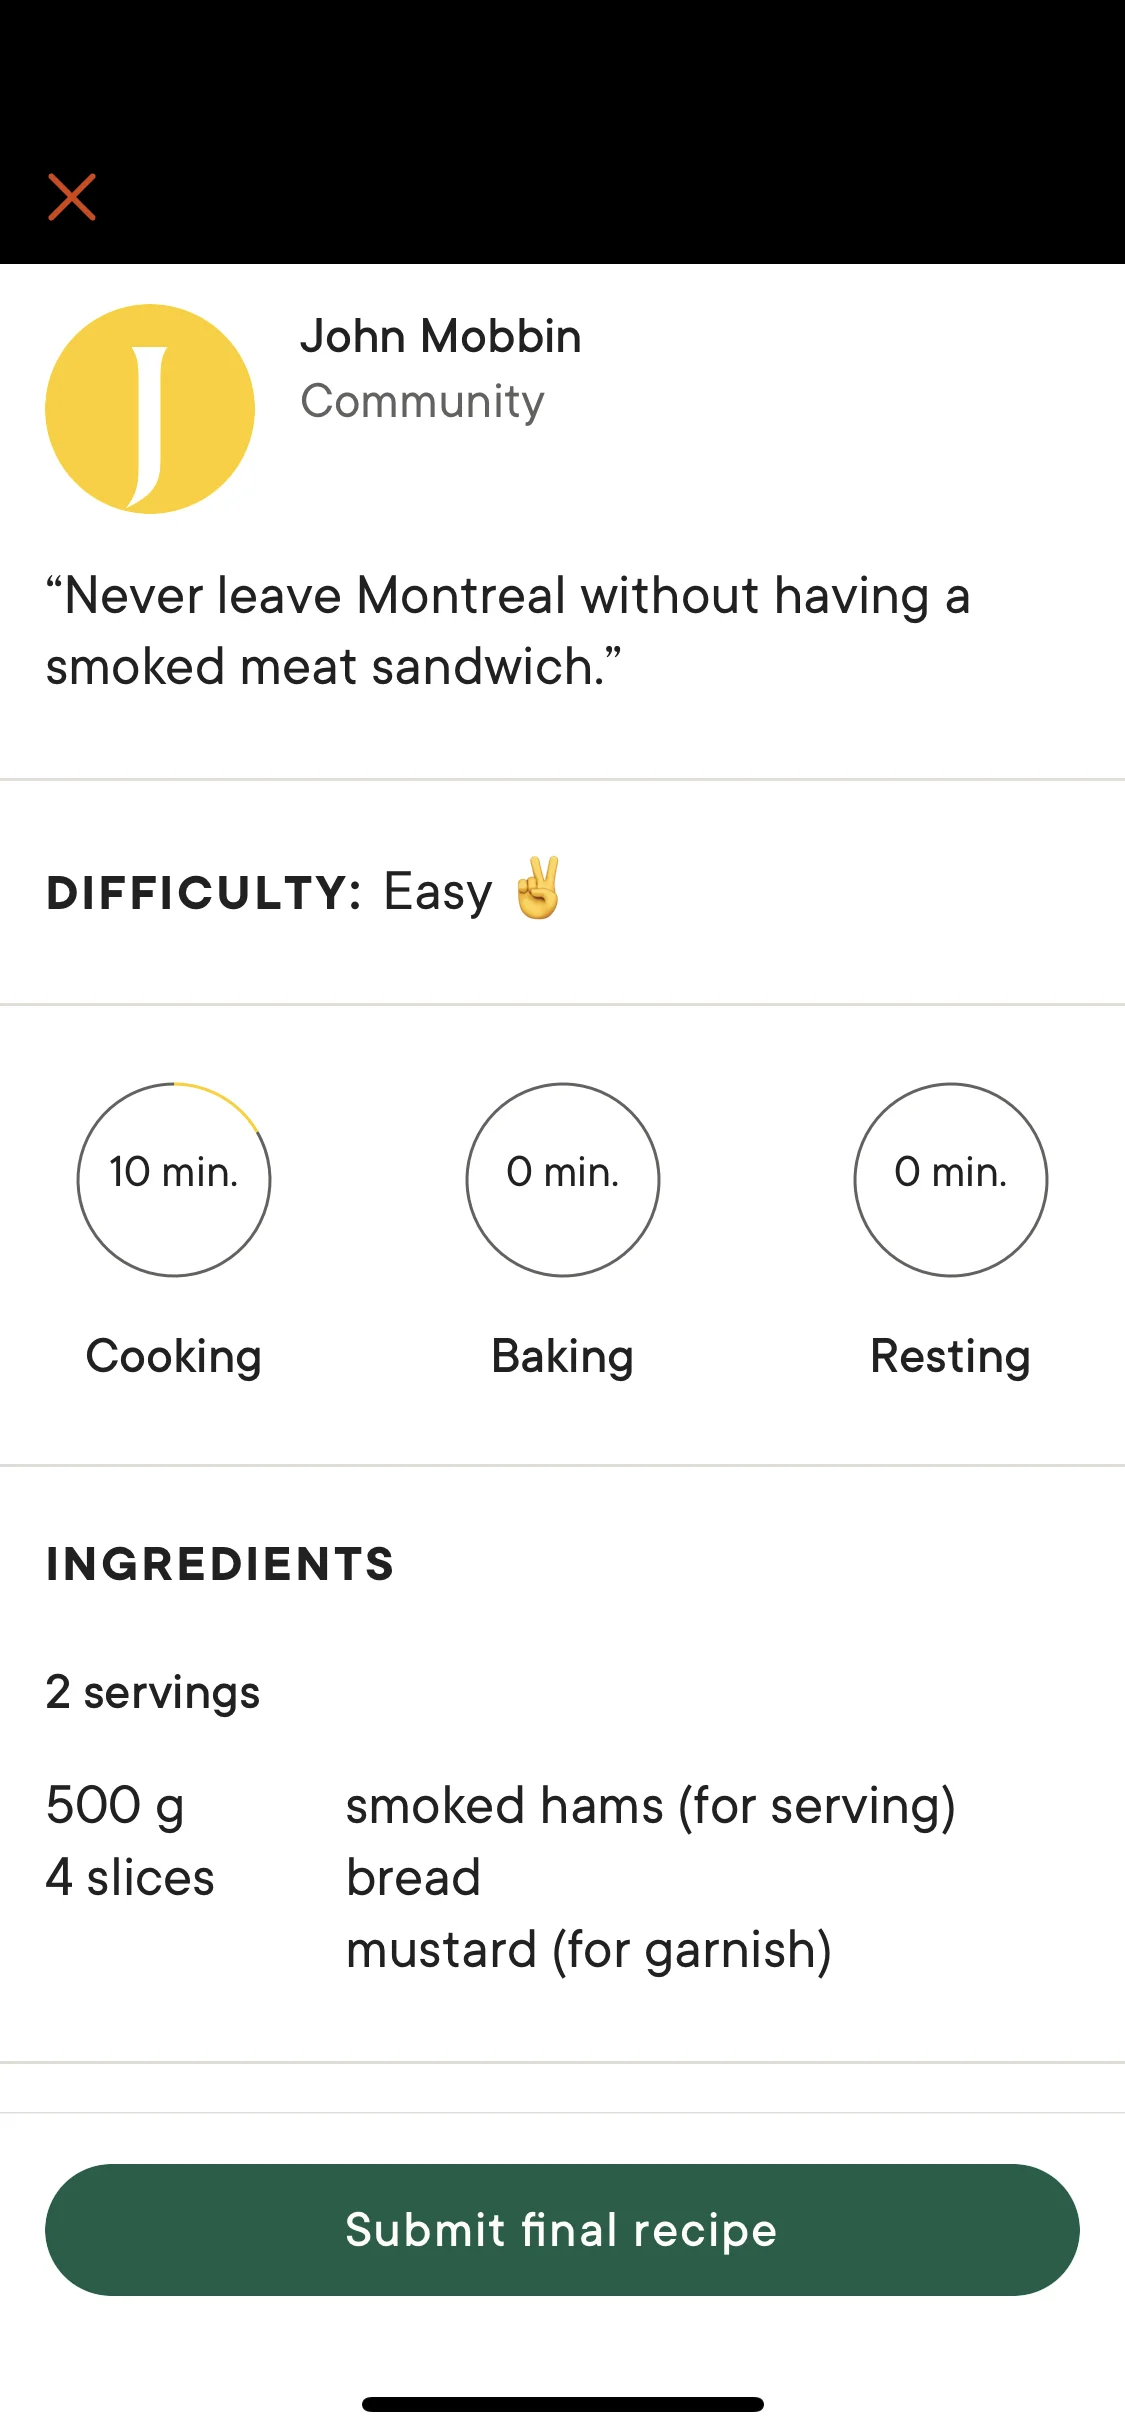 J
John Mobbin
Community
“Never leave Montreal without having a
smoked meat sandwich.”
DIFFICULTY: Easy ✌️
10 min.
0 min.
0 min.
Cooking
Baking
Resting
INGREDIENTS
2 servings
500 g smoked hams (for serving)
4 slices bread
mustard (for garnish)
Submit final recipe